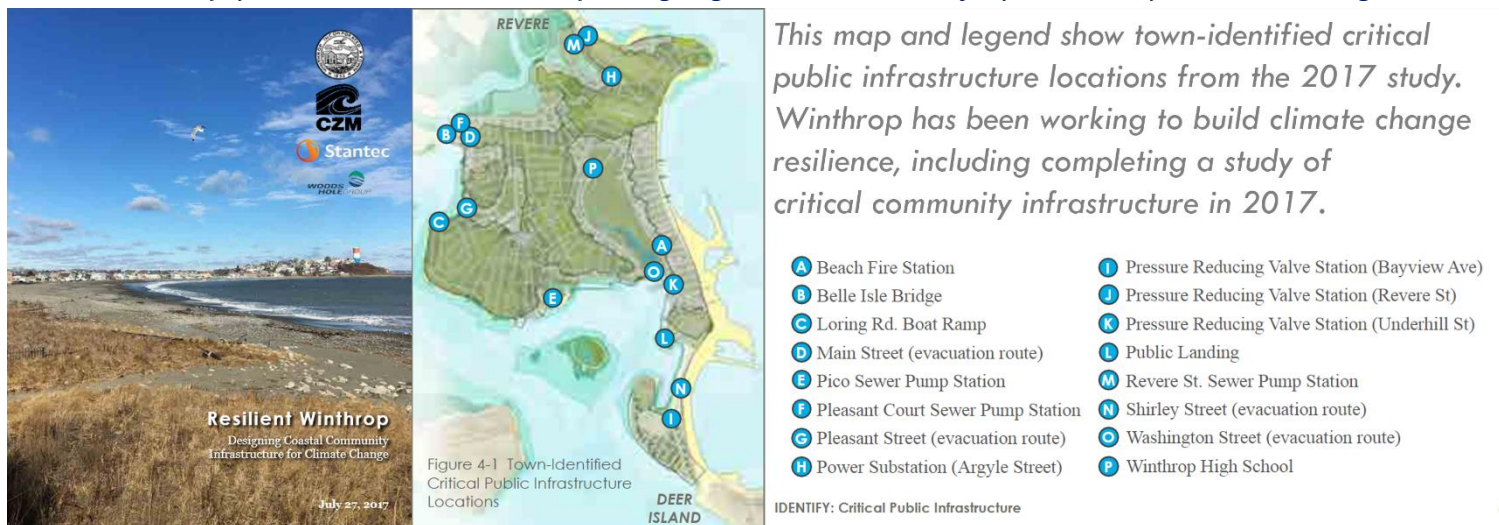 CZM
Stantec
WOODS
HOLE GROUP
Resilient Winthrop
Designing Coastal Community
Infrastructure for Climate Change
July 27, 2017
REVERE
J
M
H
F
B
D
P
G
C
A
O
K
E
L
N
I
Figure 4-1 Town-Identified
Critical Public Infrastructure
Locations
DEER
ISLAND
This map and legend show town-identified critical
public infrastructure locations from the 2017 study.
Winthrop has been working to build climate change
resilience, including completing a study of
critical community infrastructure in 2017.
A Beach Fire Station
B Belle Isle Bridge
C Loring Rd. Boat Ramp
D Main Street (evacuation route)
E Pico Sewer Pump Station
F Pleasant Court Sewer Pump Station
G Pleasant Street (evacuation route)
H Power Substation (Argyle Street)
I Pressure Reducing Valve Station (Bayview Ave)
J Pressure Reducing Valve Station (Revere St)
K Pressure Reducing Valve Station (Underhill St)
L Public Landing
M Revere St. Sewer Pump Station
N Shirley Street (evacuation route)
O Washington Street (evacuation route)
P Winthrop High School
IDENTIFY: Critical Public Infrastructure